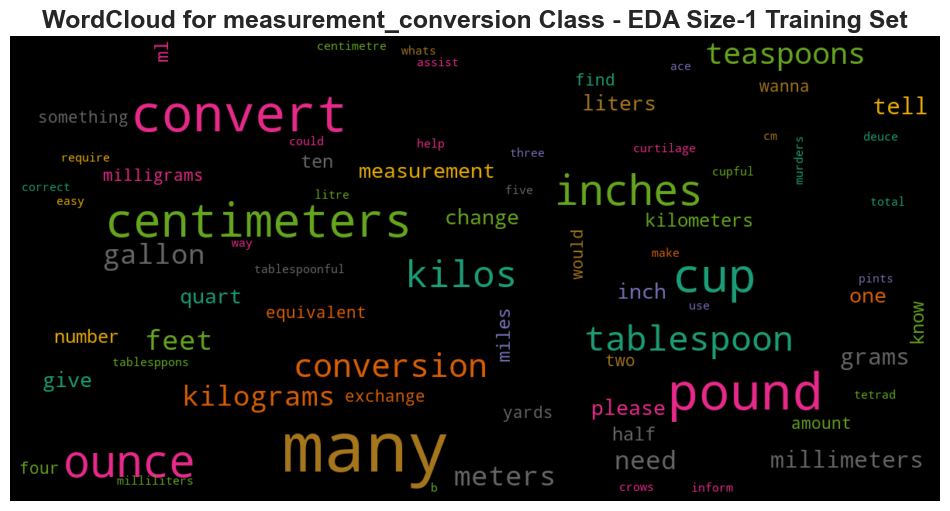 WordCloud for measurement_conversion Class - EDA Size-1 Training Set
ml
centimetre
whats
assist
teaspoons
ace
find
wanna
something
convert
liters
tell
could
help
cm
deuce
require
ten
three
curtilage
murders
milligrams
measurement
cupful
correct
easy
litre
five
inches
total
centimeters
change
kilometers
way
gallon
would
make
tablespoonful
kilos
cup
pints
quart
inch
one
use
equivalent
miles
know
number
feet
tablespoon
tablesppons
conversion
two
grams
give
kilograms
exchange
pound
tetrad
yards
please
amount
many
half
ounce
need
millimeters
four
meters
milliliters
b
crows
inform